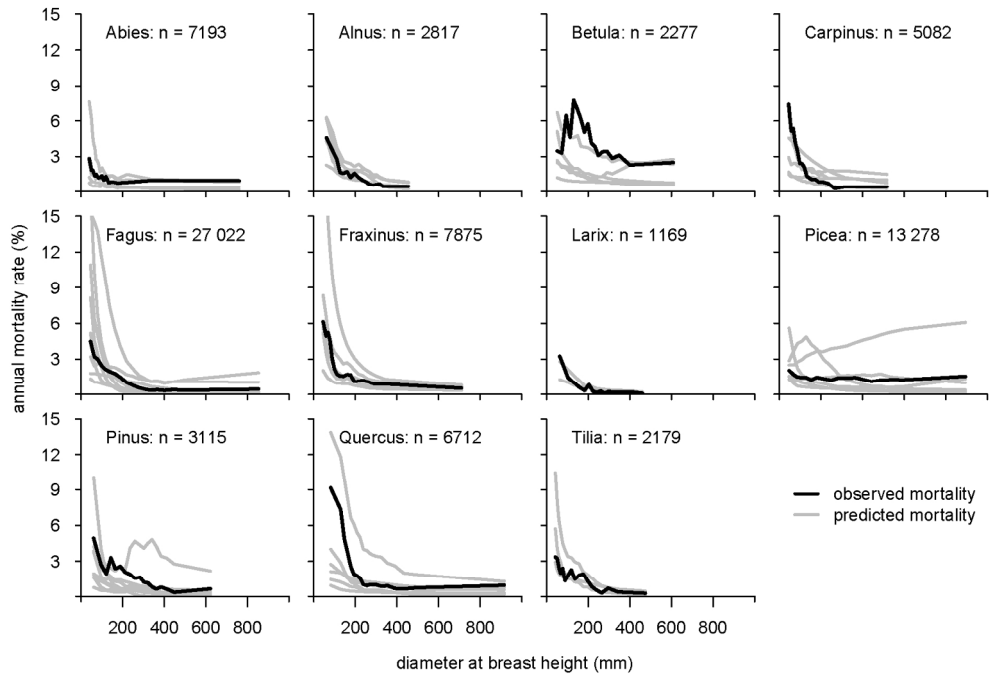 15
12
9
6
3
Abies: n = 7193
Alnus: n = 2817
Betula: n = 2277
Carpinus: n = 5082
annual mortality rate (%)
15
12
9
6
3
Fagus: n = 27 022
Fraxinus: n = 7875
Larix: n = 1169
Picea: n = 13 278
15
12
9
6
3
Pinus: n = 3115
Quercus: n = 6712
Tilia: n = 2179
observed mortality
predicted mortality
200 400 600 800
200 400 600 800
200 400 600 800
diameter at breast height (mm)